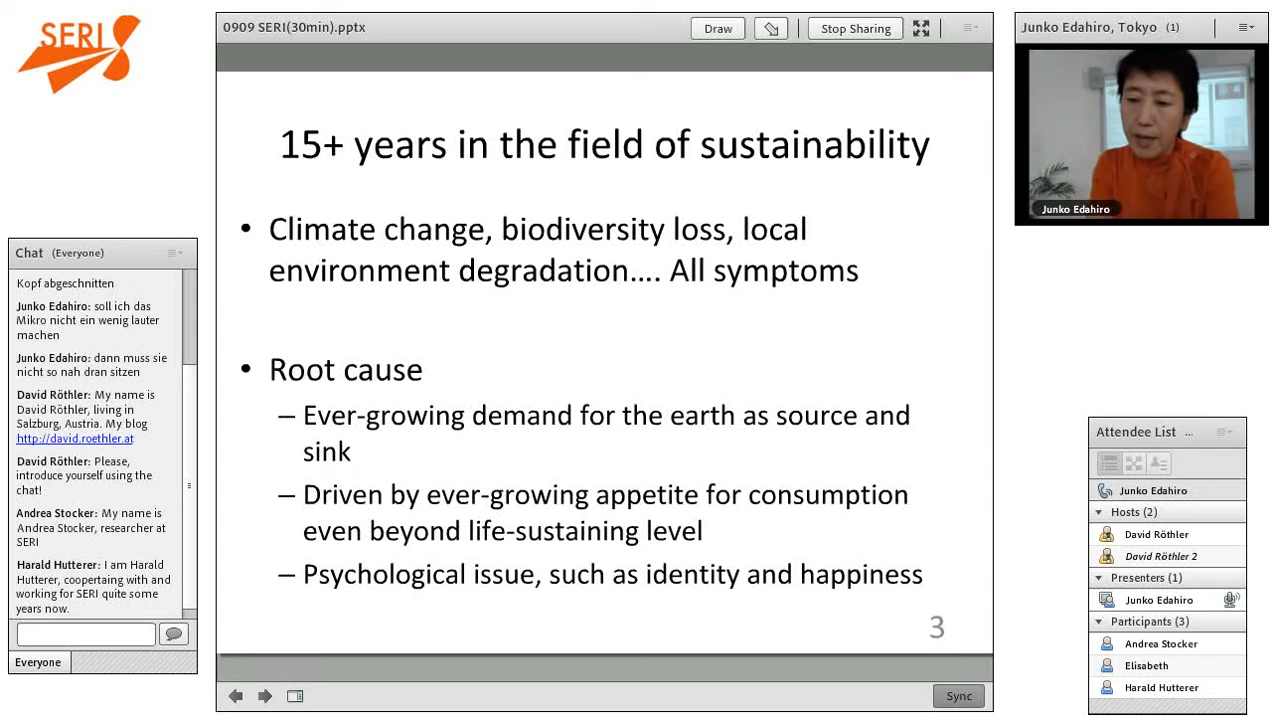 SERI
0909 SERI(30min).pptx
Draw
Stop Sharing
15+ years in the field of sustainability
• Climate change, biodiversity loss, local
environment degradation…. All symptoms
• Root cause
– Ever-growing demand for the earth as source and
sink
– Driven by ever-growing appetite for consumption
even beyond life-sustaining level
– Psychological issue, such as identity and happiness
3
Sync
Chat (Everyone)
Kopf abgeschnitten
Junko Edahiro: soll ich das
Mikro nicht ein wenig lauter
machen
Junko Edahiro: dann muss sie
nicht so nah dran sitzen
David Röthler: My name is
David Röthler, living in
Salzburg, Austria. My blog
http://david.roethler.at
David Röthler: Please,
introduce yourself using the
chat!
Andrea Stocker: My name is
Andrea Stocker, researcher at
SERI
Harald Hutterer: I am Harald
Hutterer, coopertaing with and
working for SERI quite some
years now.
Everyone
Junko Edahiro, Tokyo (1)
Junko Edahiro
Attendee List ...
Junko Edahiro
Hosts (2)
David Röthler
David Röthler 2
Presenters (1)
Junko Edahiro
Participants (3)
Andrea Stocker
Elisabeth
Harald Hutterer